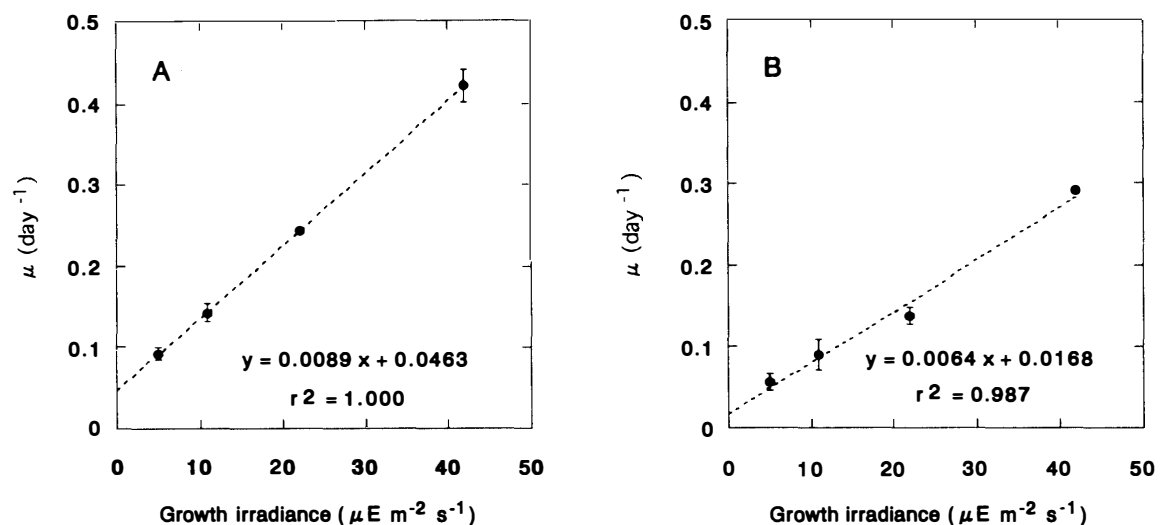 A
0.5
0.4
0.3
0.2
0.1
0
μ (day -1)
y = 0.0089 x + 0.0463
r 2 = 1.000
0 10 20 30 40 50
Growth irradiance ( μE m-2 s-1)
B
0.5
0.4
0.3
0.2
0.1
0
μ (day -1)
y = 0.0064 x + 0.0168
r 2 = 0.987
0 10 20 30 40 50
Growth irradiance ( μE m-2 s-1)